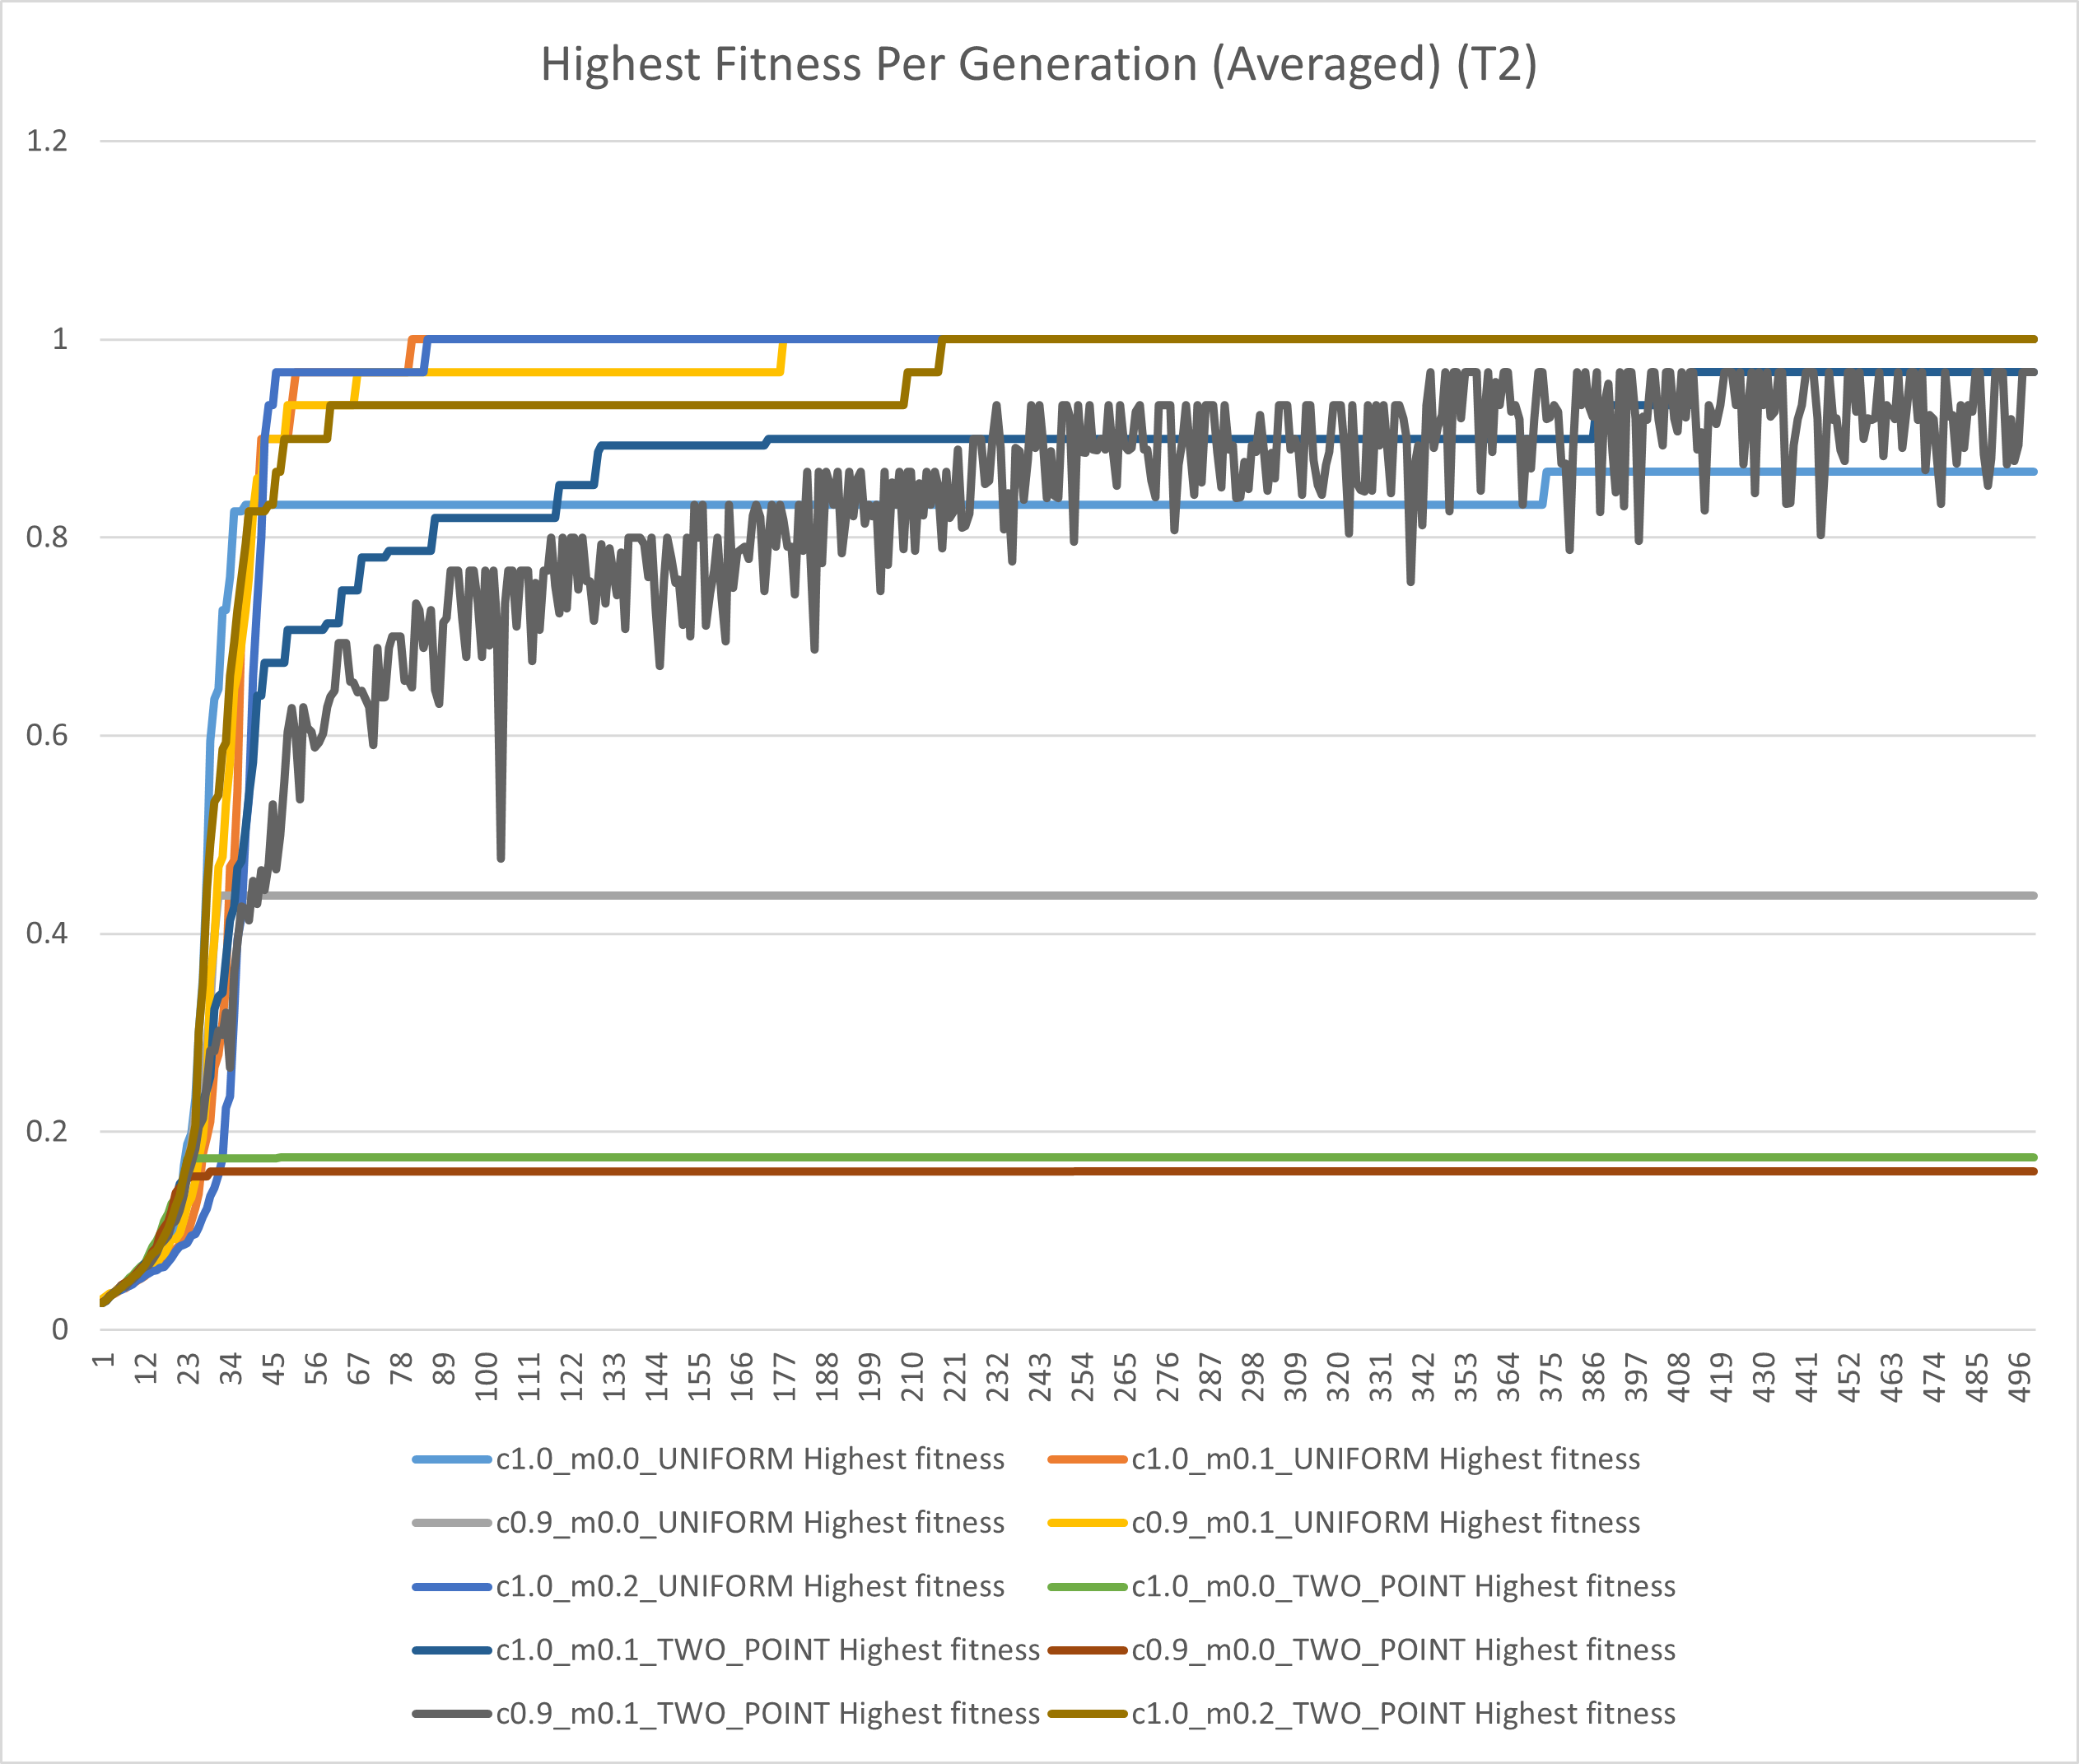 Highest Fitness Per Generation (Averaged) (T2)
1.2
1
0.8
0.6
0.4
0.2
0
1 12 23 34 45 56 67 78 89 100 111 122 133 144 155 166 177 188 199 210 221 232 243 254 265 276 287 298 309 320 331 342 353 364 375 386 397 408 419 430 441 452 463 474 485 496
c1.0_m0.0_UNIFORM Highest fitness c1.0_m0.1_UNIFORM Highest fitness
c0.9_m0.0_UNIFORM Highest fitness c0.9_m0.1_UNIFORM Highest fitness
c1.0_m0.2_UNIFORM Highest fitness c1.0_m0.0_TWO_POINT Highest fitness
c1.0_m0.1_TWO_POINT Highest fitness c0.9_m0.0_TWO_POINT Highest fitness
c0.9_m0.1_TWO_POINT Highest fitness c1.0_m0.2_TWO_POINT Highest fitness